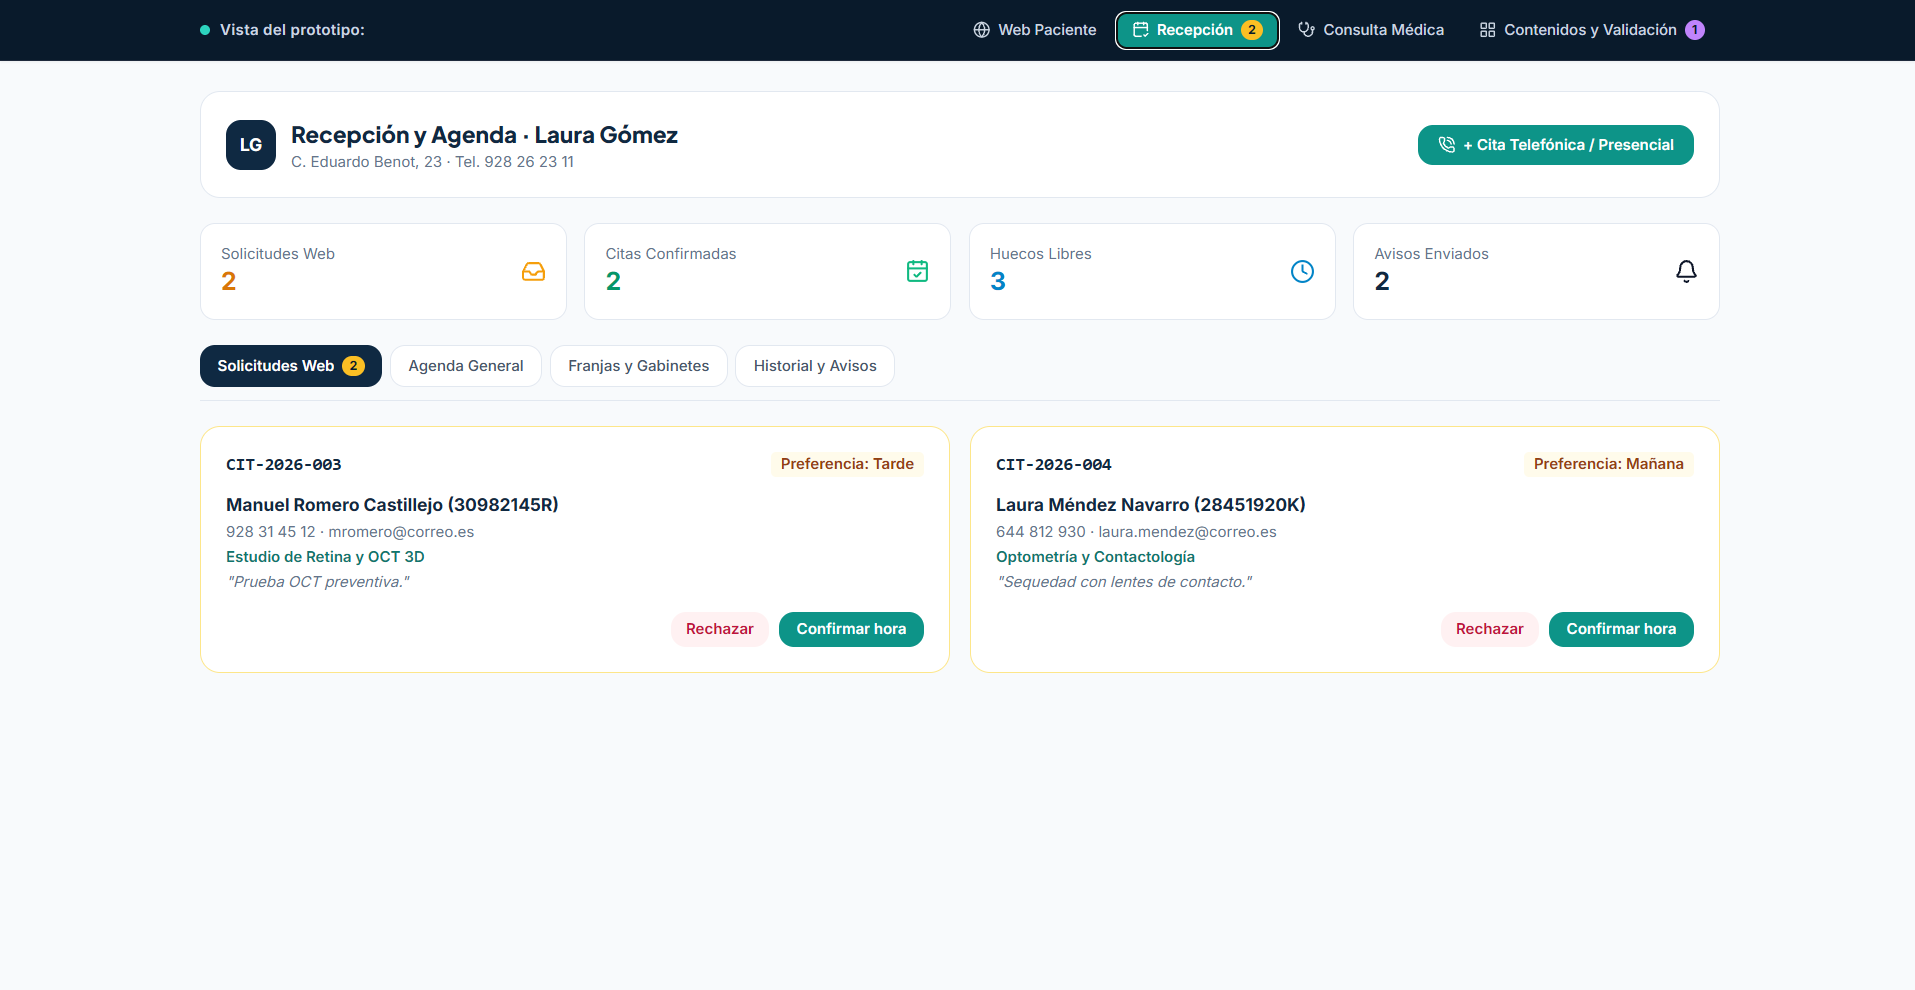 Vista del prototipo:
Web Paciente
Recepción 2
Consulta Médica
Contenidos y Validación 1
LG
Recepción y Agenda · Laura Gómez
C. Eduardo Benot, 23 · Tel. 928 26 23 11
+ Cita Telefónica / Presencial
Solicitudes Web
2
Citas Confirmadas
2
Huecos Libres
3
Avisos Enviados
2
Solicitudes Web 2
Agenda General
Franjas y Gabinetes
Historial y Avisos
CIT-2026-003
Preferencia: Tarde
Manuel Romero Castillejo (30982145R)
928 31 45 12 · mromero@correo.es
Estudio de Retina y OCT 3D
"Prueba OCT preventiva."
Rechazar
Confirmar hora
CIT-2026-004
Preferencia: Mañana
Laura Méndez Navarro (28451920K)
644 812 930 · laura.mendez@correo.es
Optometría y Contactología
"Sequedad con lentes de contacto."
Rechazar
Confirmar hora